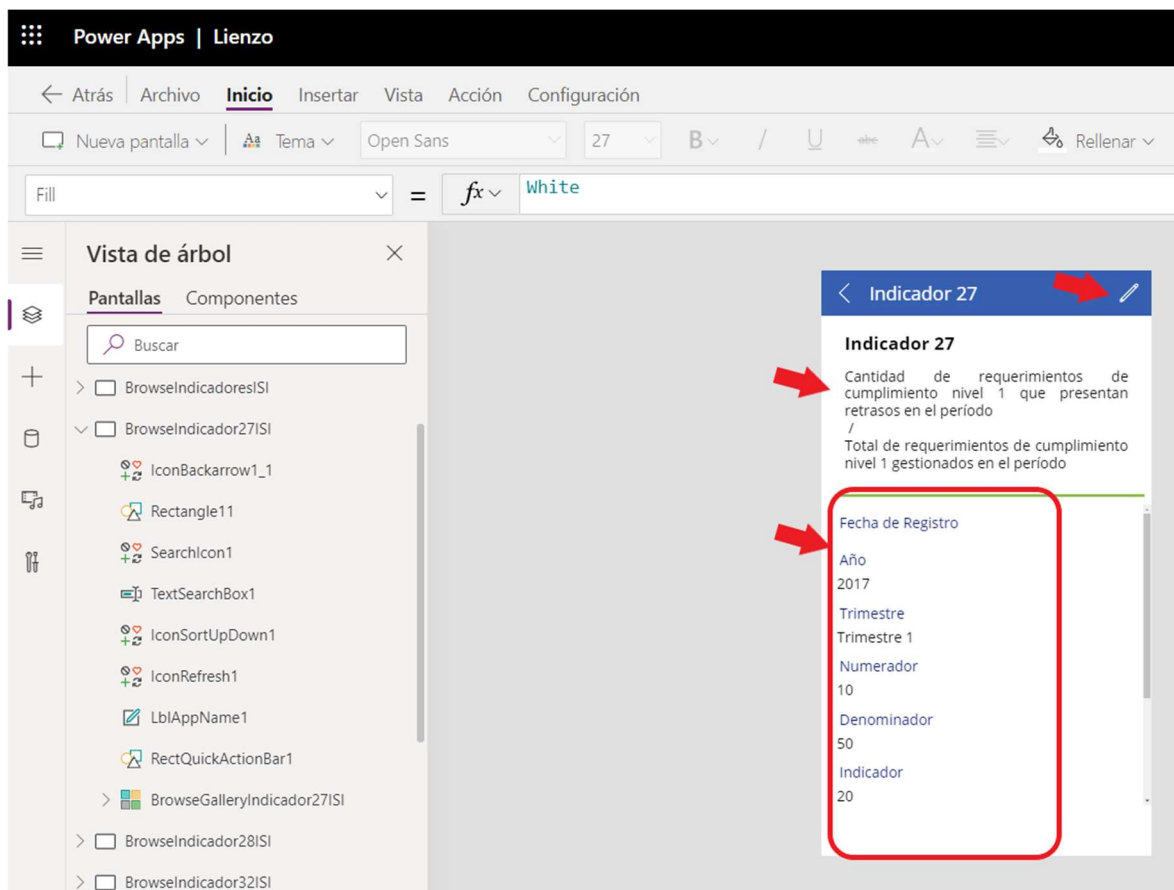 Power Apps | Lienzo
Atrás Archivo Inicio Insertar Vista Acción Configuración
Nueva pantalla Aa Tema Open Sans 27 B / U abc A Rellenar
Fill = fx White
Vista de árbol
Pantallas Componentes
Buscar
BrowseIndicadoresISI
BrowseIndicador27ISI
IconBackarrow1_1
Rectangle11
SearchIcon1
TextSearchBox1
IconSortUpDown1
IconRefresh1
LblAppName1
RectQuickActionBar1
BrowseGalleryIndicador27ISI
BrowseIndicador28ISI
BrowseIndicador32ISI
Indicador 27
Indicador 27
Cantidad de requerimientos de
cumplimiento nivel 1 que presentan
retrasos en el período
/
Total de requerimientos de cumplimiento
nivel 1 gestionados en el período
Fecha de Registro
Año
2017
Trimestre
Trimestre 1
Numerador
10
Denominador
50
Indicador
20